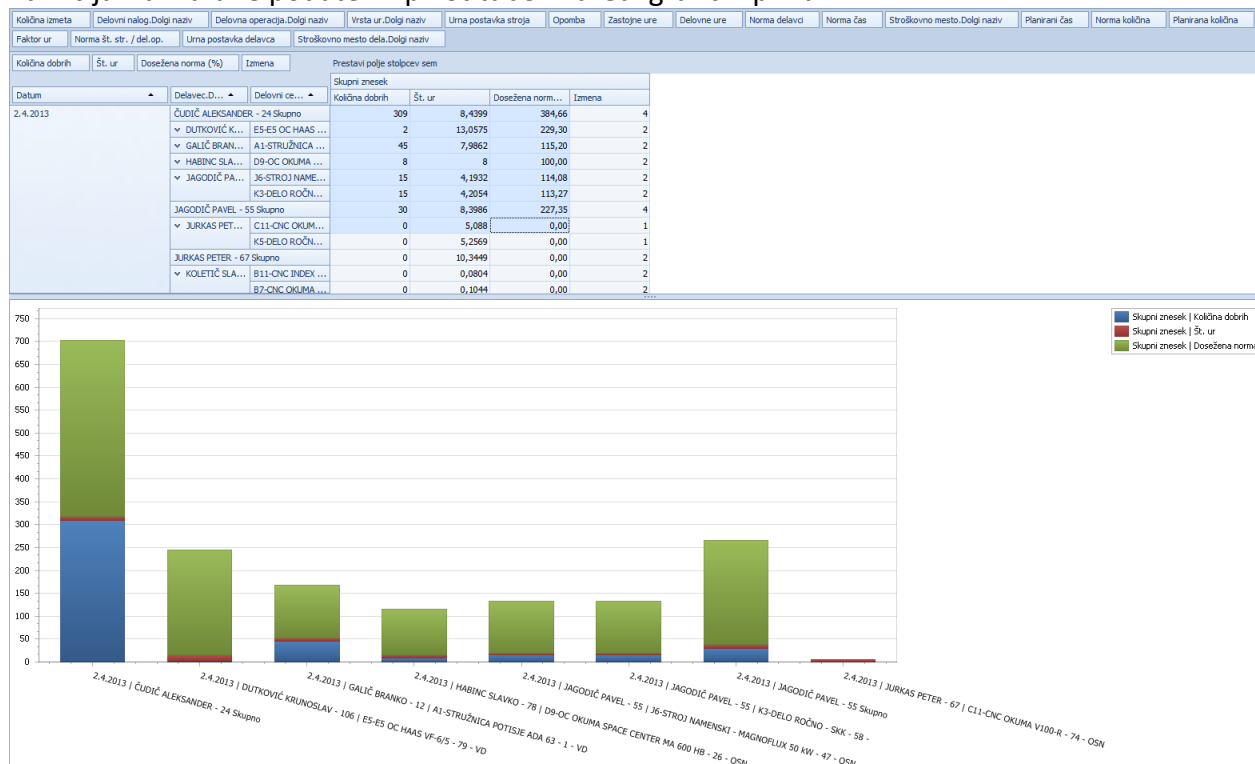 Količina izmeta Delovni nalog.Dolgi naziv Delovna operacija.Dolgi naziv Vrsta ur.Dolgi naziv Urna postavka stroja Opomba Zastojne ure Delovne ure Norma delavci Norma čas Stroškovno mesto.Dolgi naziv Planirani čas Norma količina Planirana količina
Faktor ur Norma št. str. / del.op. Urna postavka delavca Stroškovno mesto dela.Dolgi naziv
Količina dobrih Št. ur Dosežena norma (%) Izmena Prestavi polje stolpcev sem
Skupni znesek
Datum Delavec.D... Delovni ce... Količina dobrih Št. ur Dosežena norm... Izmena
2.4.2013 ČUDIČ ALEKSANDER - 24 Skupno 309 8,4399 384,66 4
DUTKOVIĆ K... E5-E5 OC HAAS ... 2 13,0575 229,30 2
GALIČ BRAN... A1-STRUŽNICA ... 45 7,9862 115,20 2
HABINC SLA... D9-OC OKUMA ... 8 8 100,00 2
JAGODIČ PA... J6-STROJ NAME... 15 4,1932 114,08 2
K3-DELO ROČN... 15 4,2054 113,27 2
JAGODIČ PAVEL - 55 Skupno 30 8,3986 227,35 4
JURKAS PET... C11-CNC OKUM... 0 5,088 0,00 1
K5-DELO ROČN... 0 5,2569 0,00 1
JURKAS PETER - 67 Skupno 0 10,3449 0,00 2
KOLETIČ SLA... B11-CNC INDEX ... 0 0,0804 0,00 2
B7-CNC OKUMA ... 0 0,1044 0,00 2
750
700
650
600
550
500
450
400
350
300
250
200
150
100
50
0
Skupni znesek | Količina dobrih
Skupni znesek | Št. ur
Skupni znesek | Dosežena norma
2.4.2013 | ČUDIČ ALEKSANDER - 24 Skupno
2.4.2013 | DUTKOVIĆ KRUNOSLAV - 106 | E5-E5 OC HAAS VF-6/5 - 79 - VD
2.4.2013 | GALIČ BRANKO - 12 | A1-STRUŽNICA POTISJE ADA 63 - 1 - VD
2.4.2013 | HABINC SLAVKO - 78 | D9-OC OKUMA SPACE CENTER MA 600 HB - 26 - OSN
2.4.2013 | JAGODIČ PAVEL - 55 | J6-STROJ NAMENSKI - MAGNOFLUX 50 kW - 47 - OSN
2.4.2013 | JAGODIČ PAVEL - 55 | K3-DELO ROČNO - SKK - 58 -
2.4.2013 | JAGODIČ PAVEL - 55 Skupno
2.4.2013 | JURKAS PETER - 67 | C11-CNC OKUMA V100-R - 74 - OSN